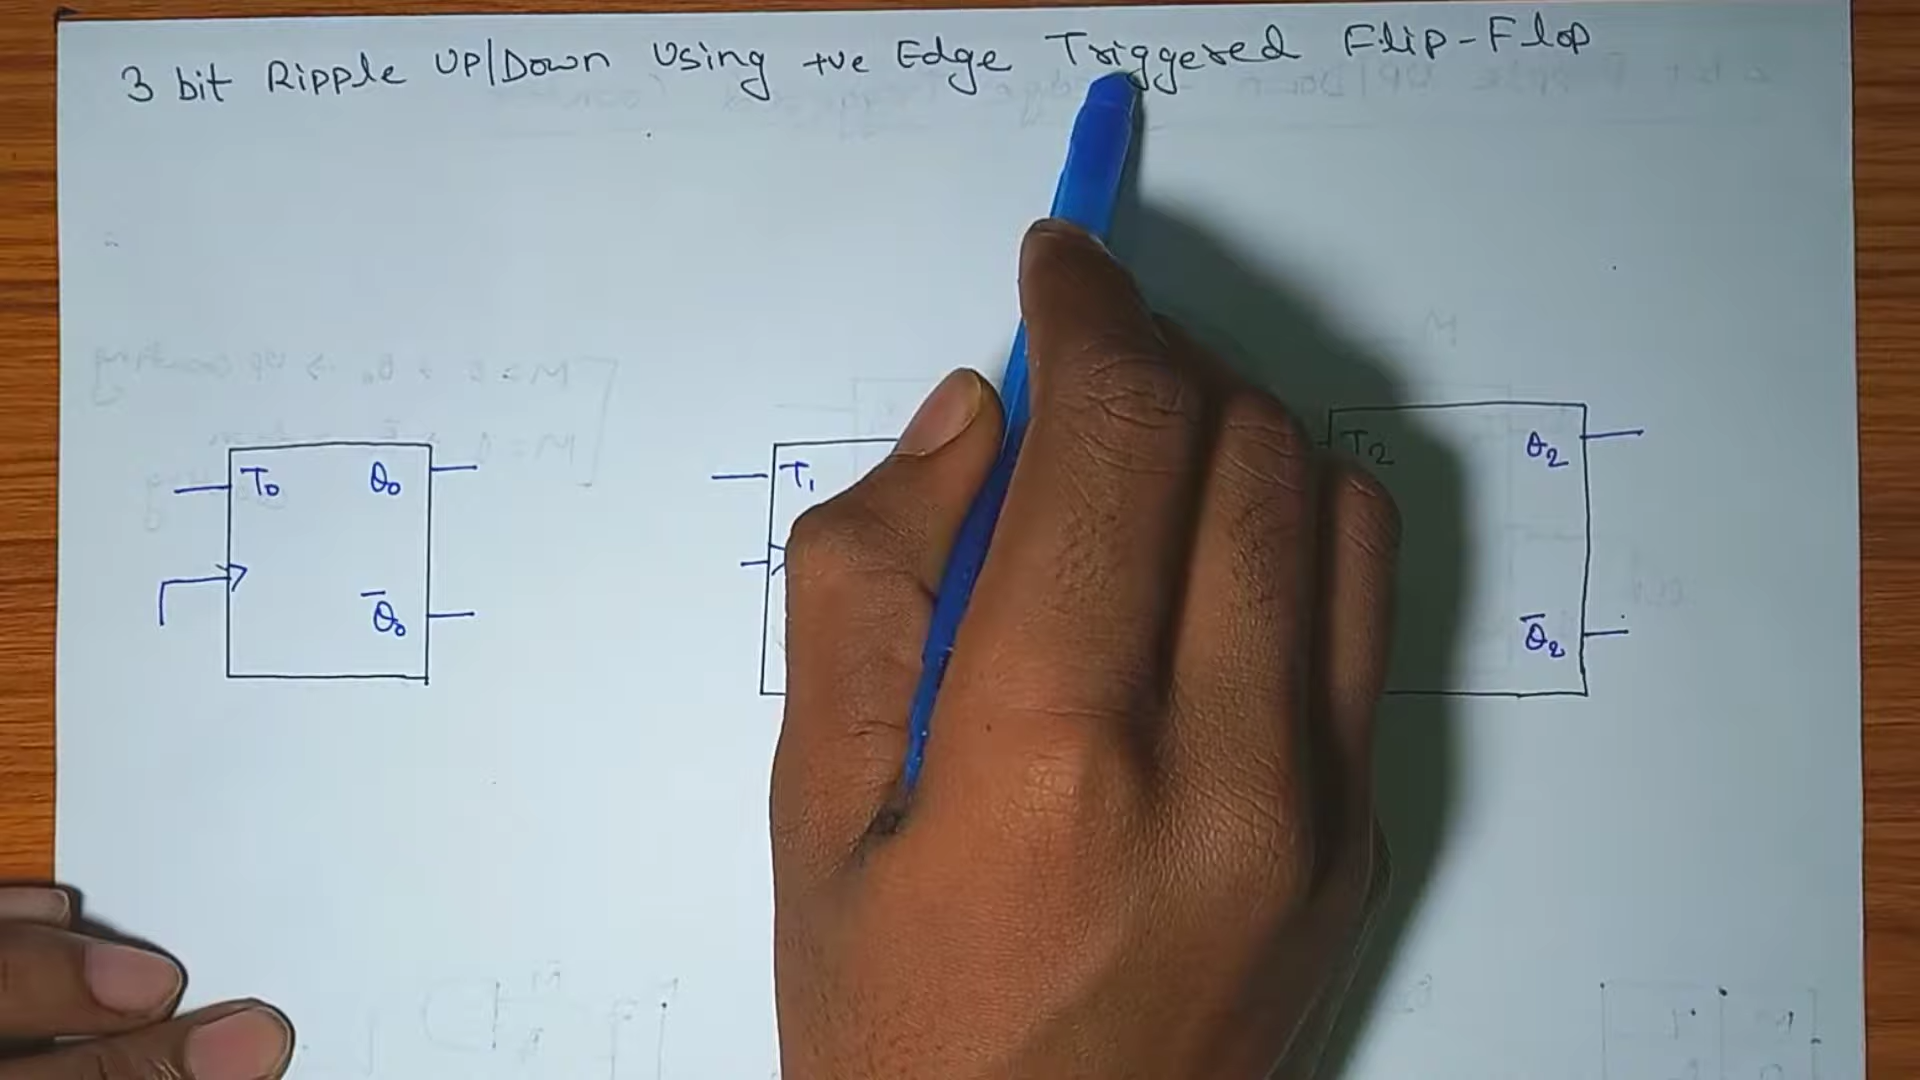 3 bit Ripple UP/Down Using +ve Edge Triggered Flip-Flop
T₀ Q₀
T₁
T₂ Q₂
Q̅₀
Q̅₂